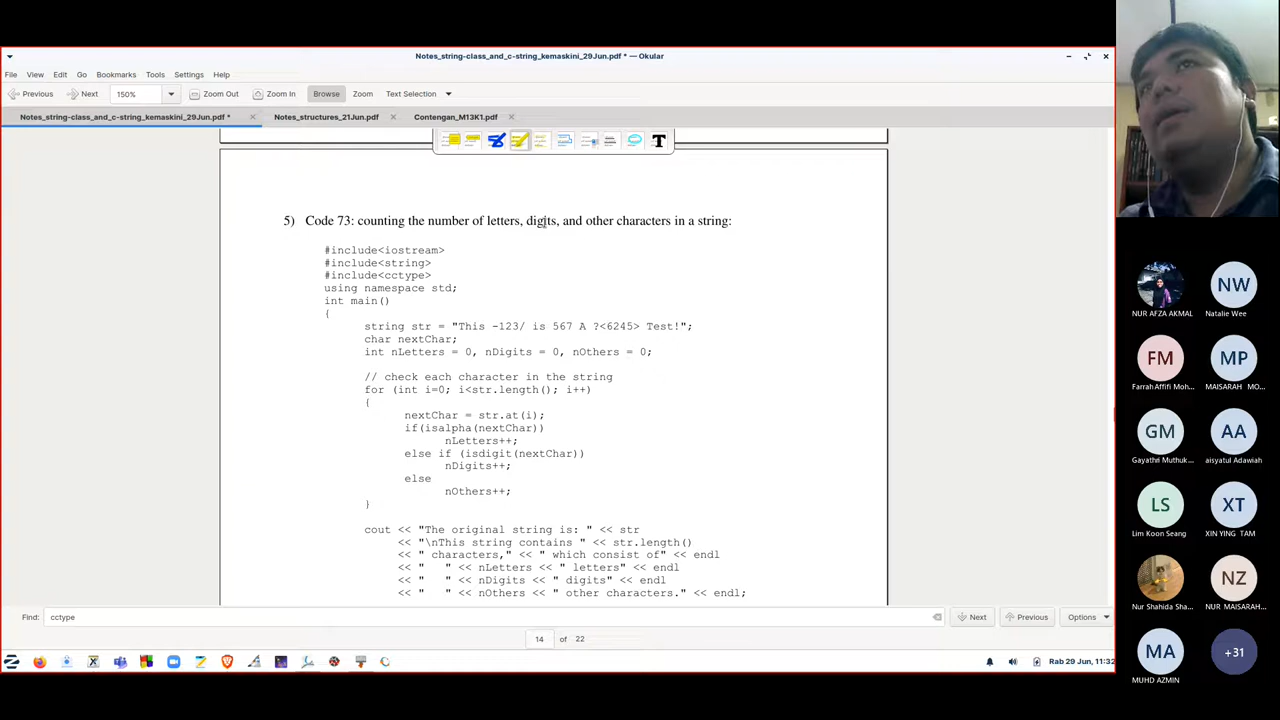 Notes_string-class_and_c-string_kemaskini_29Jun.pdf * — Okular
File View Edit Go Bookmarks Tools Settings Help
Previous Next 150% Zoom Out Zoom In Browse Zoom Text Selection
Notes_string-class_and_c-string_kemaskini_29Jun.pdf * Notes_structures_21Jun.pdf Contengan_M13K1.pdf
T
5) Code 73: counting the number of letters, digits, and other characters in a string:
#include<iostream>
#include<string>
#include<cctype>
using namespace std;
int main()
{
string str = "This -123/ is 567 A ?<6245> Test!";
char nextChar;
int nLetters = 0, nDigits = 0, nOthers = 0;
// check each character in the string
for (int i=0; i<str.length(); i++)
{
nextChar = str.at(i);
if(isalpha(nextChar))
nLetters++;
else if (isdigit(nextChar))
nDigits++;
else
nOthers++;
}
cout << "The original string is: " << str
<< "\nThis string contains " << str.length()
<< " characters," << " which consist of" << endl
<< "   " << nLetters << " letters" << endl
<< "   " << nDigits << " digits" << endl
<< "   " << nOthers << " other characters." << endl;
Find: cctype Next Previous Options
14 of 22
Rab 29 Jun, 11:32
NUR AFZA AKMAL
NW
Natalie Wee
FM
Farrah Affifi Moh...
MP
MAISARAH MO...
GM
Gayathri Muthuk...
AA
aisyatul Adawiah
LS
Lim Koon Seang
XT
XIN YING TAM
Nur Shahida Sha...
NZ
NUR MAISARAH...
MA
MUHD AZMIN
+31